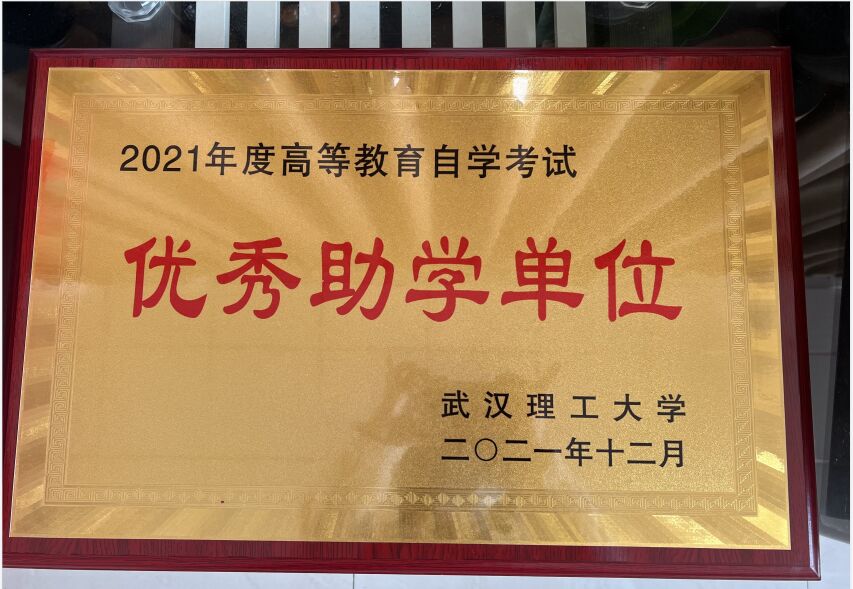 2021年度高等教育自学考试
优秀助学单位
武汉理工大学
二〇二一年十二月